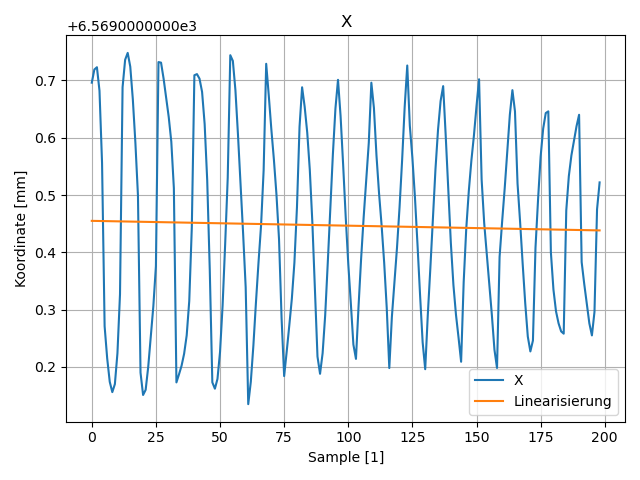 X
+6.5690000000e3
Koordinate [mm]
0.7
0.6
0.5
0.4
0.3
0.2
0 25 50 75 100 125 150 175 200
Sample [1]
X
Linearisierung